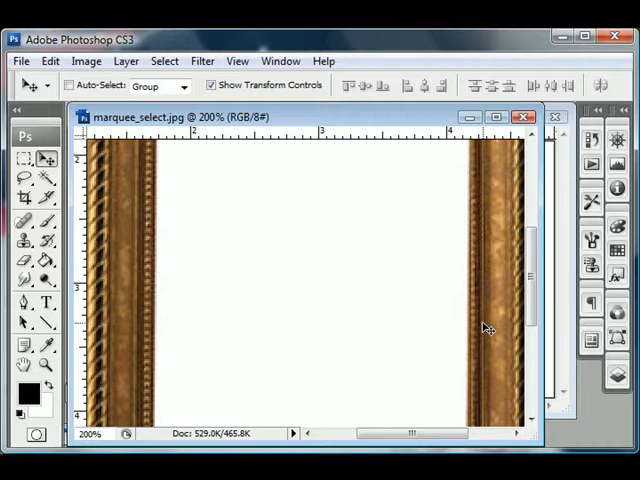 Ps Adobe Photoshop CS3
File Edit Image Layer Select Filter View Window Help
Auto-Select: Group Show Transform Controls
marquee_select.jpg @ 200% (RGB/8#)
2 3 4
Ps
2
T
3
4
200% Doc: 529.0K/465.8K